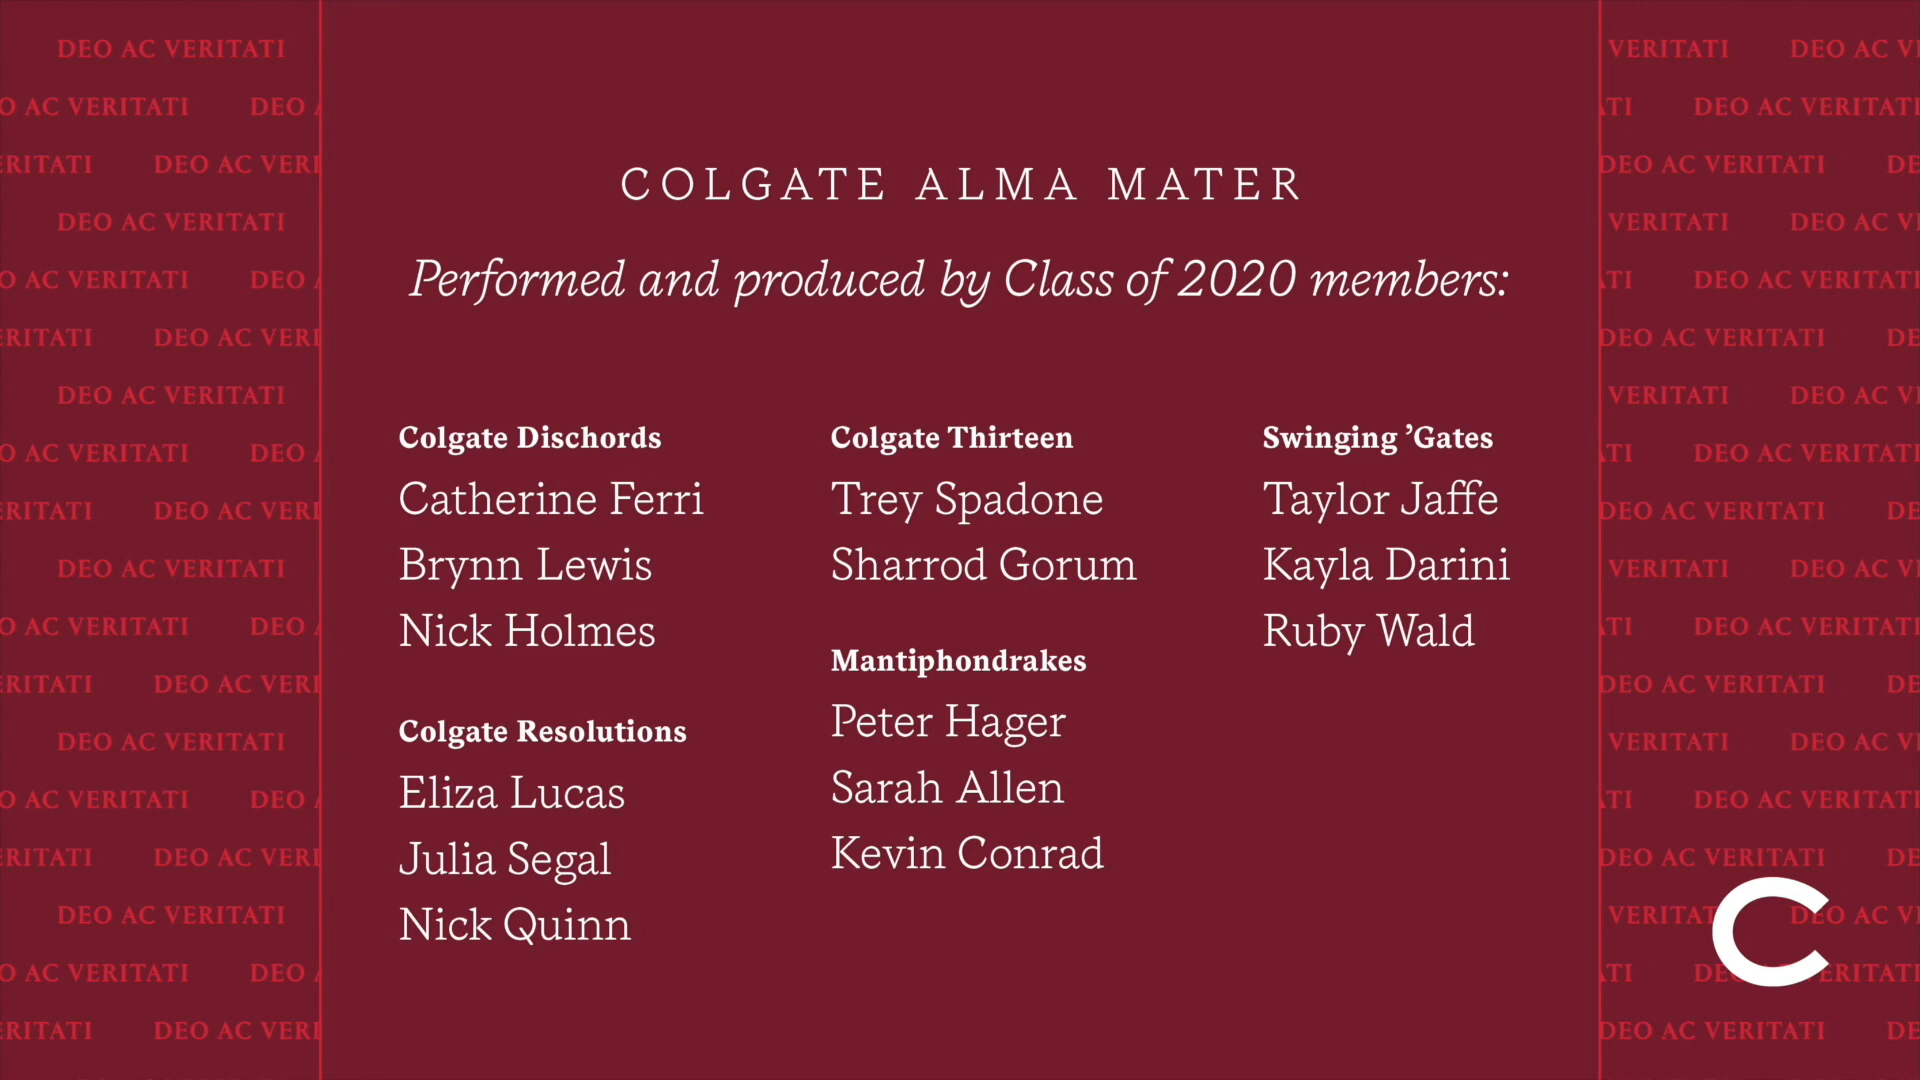 COLGATE ALMA MATER
Performed and produced by Class of 2020 members:
Colgate Dischords
Catherine Ferri
Brynn Lewis
Nick Holmes
Colgate Resolutions
Eliza Lucas
Julia Segal
Nick Quinn
Colgate Thirteen
Trey Spadone
Sharrod Gorum
Mantiphondrakes
Peter Hager
Sarah Allen
Kevin Conrad
Swinging ’Gates
Taylor Jaffe
Kayla Darini
Ruby Wald
DEO AC VERITATI
C